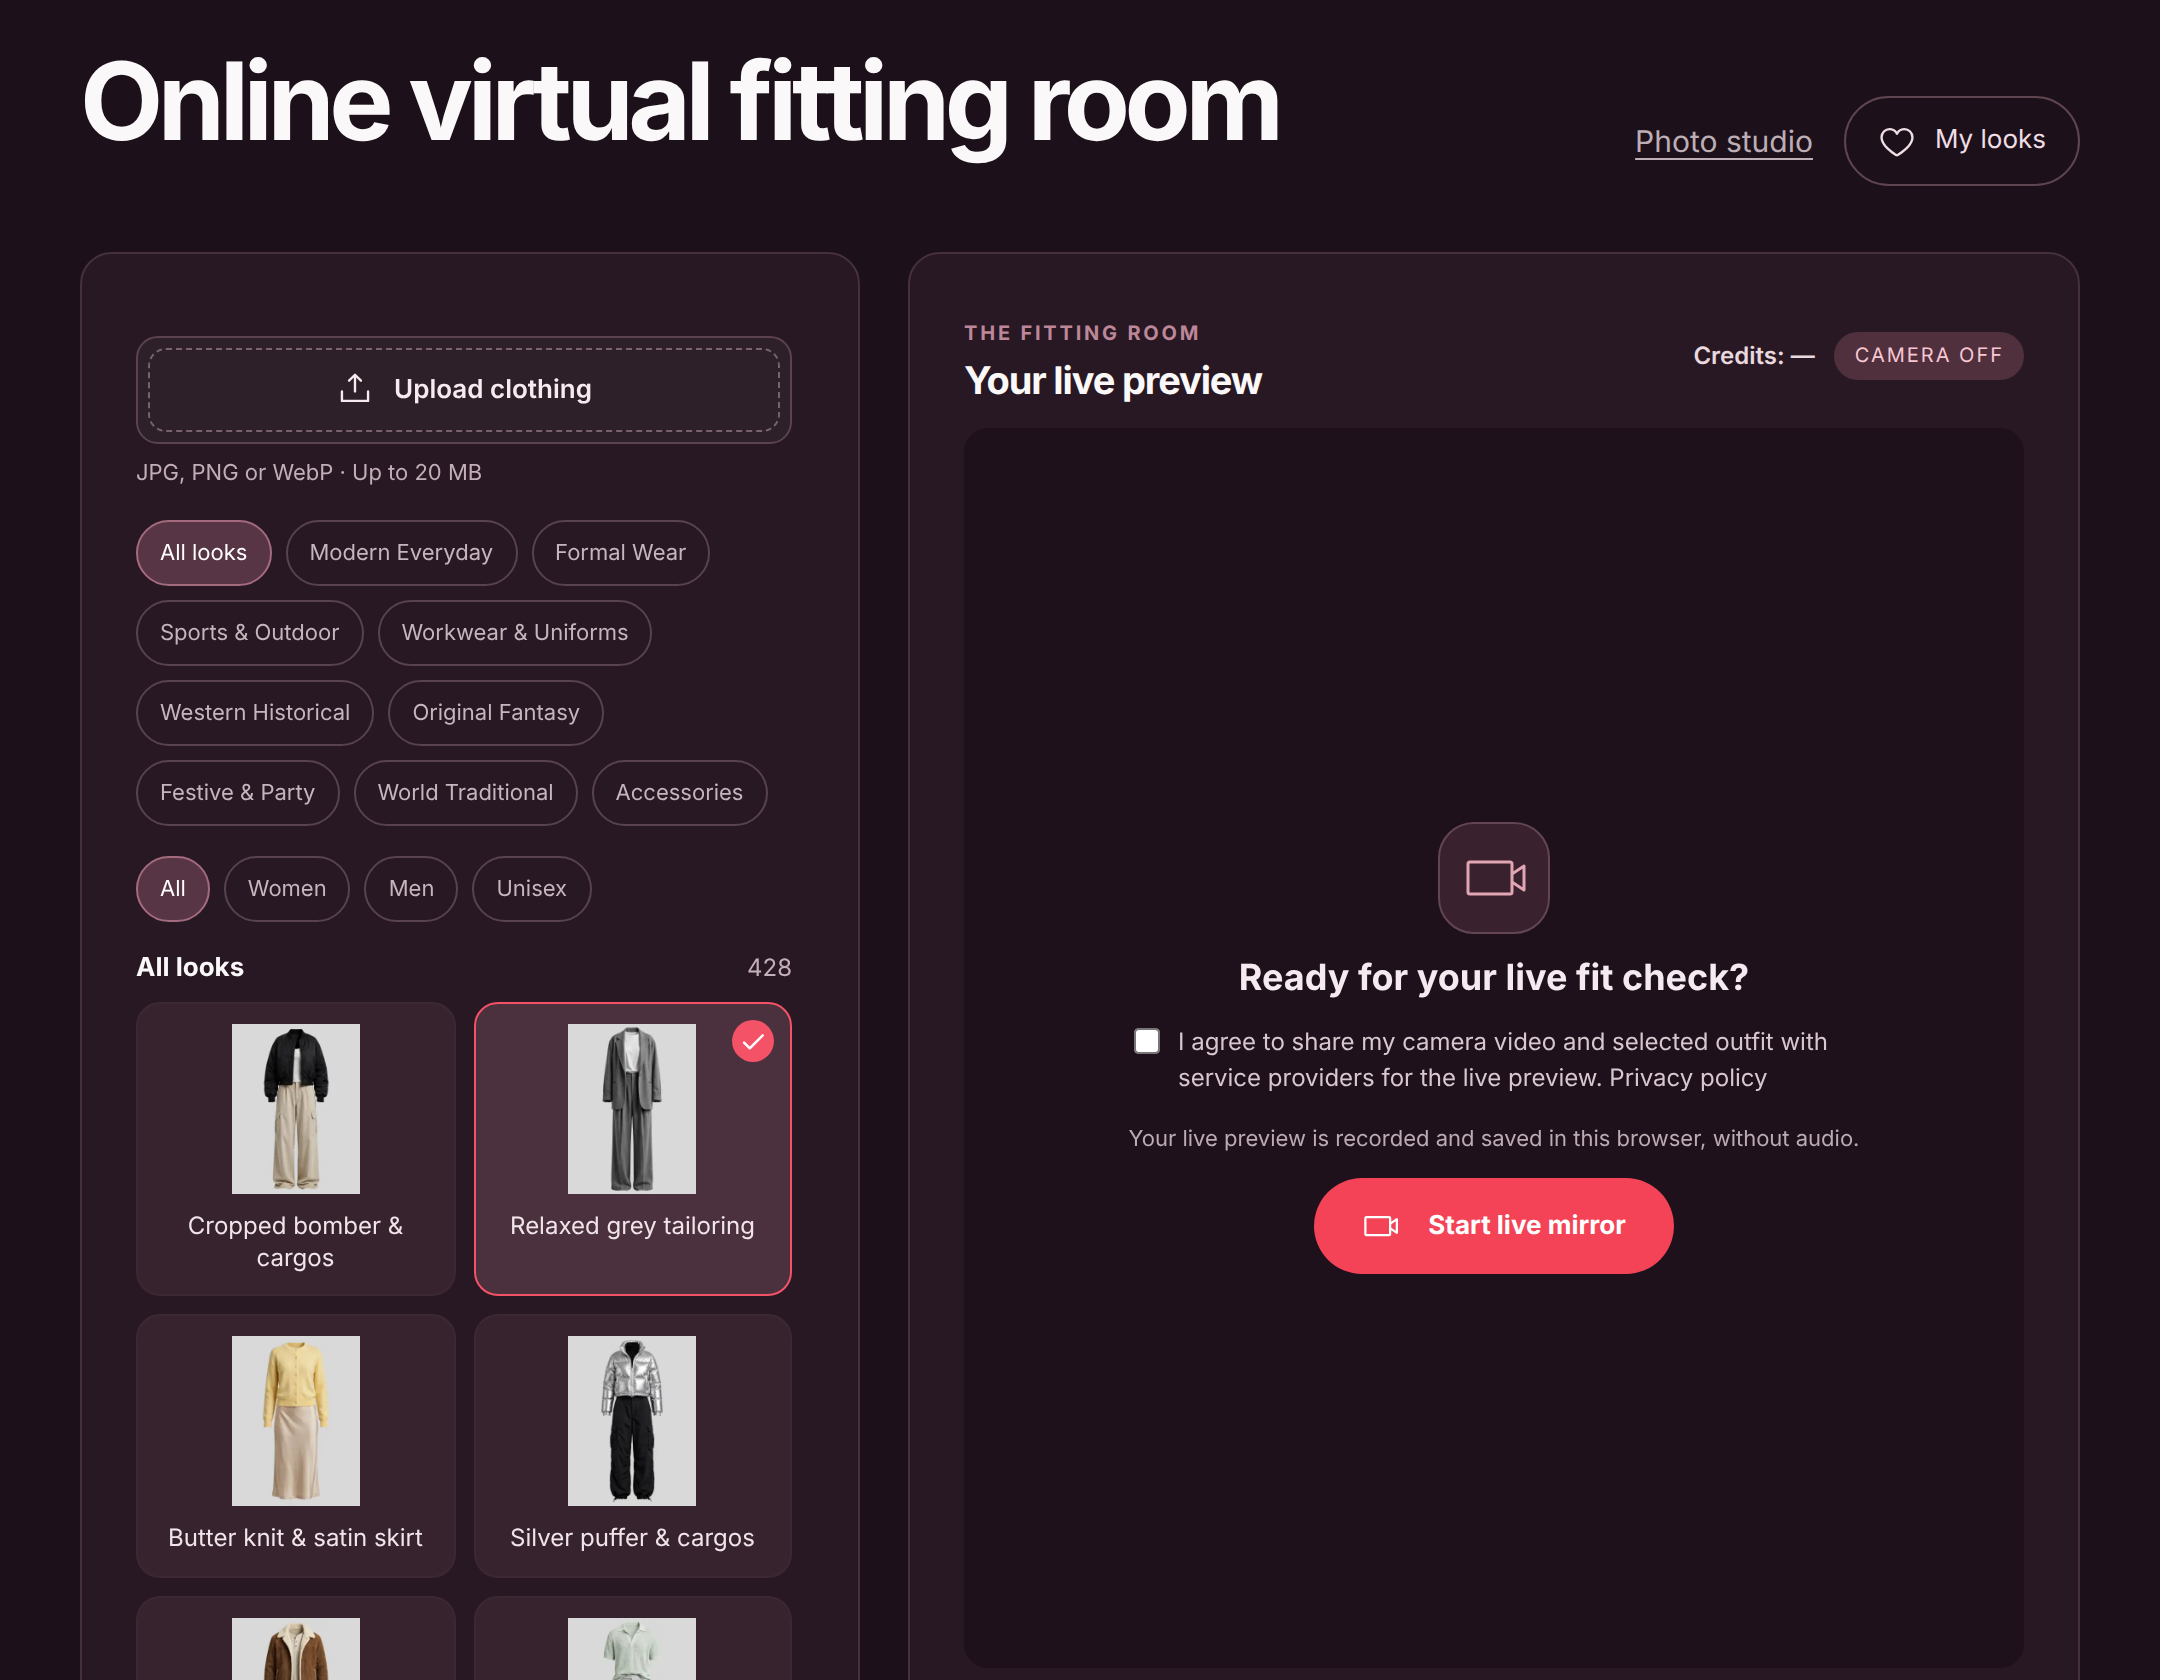 Online virtual fitting room
Photo studio
My looks
Upload clothing
JPG, PNG or WebP · Up to 20 MB
All looks
Modern Everyday
Formal Wear
Sports & Outdoor
Workwear & Uniforms
Western Historical
Original Fantasy
Festive & Party
World Traditional
Accessories
All
Women
Men
Unisex
All looks
428
Cropped bomber &
cargos
Relaxed grey tailoring
Butter knit & satin skirt
Silver puffer & cargos
THE FITTING ROOM
Your live preview
Credits: —
CAMERA OFF
Ready for your live fit check?
I agree to share my camera video and selected outfit with
service providers for the live preview. Privacy policy
Your live preview is recorded and saved in this browser, without audio.
Start live mirror